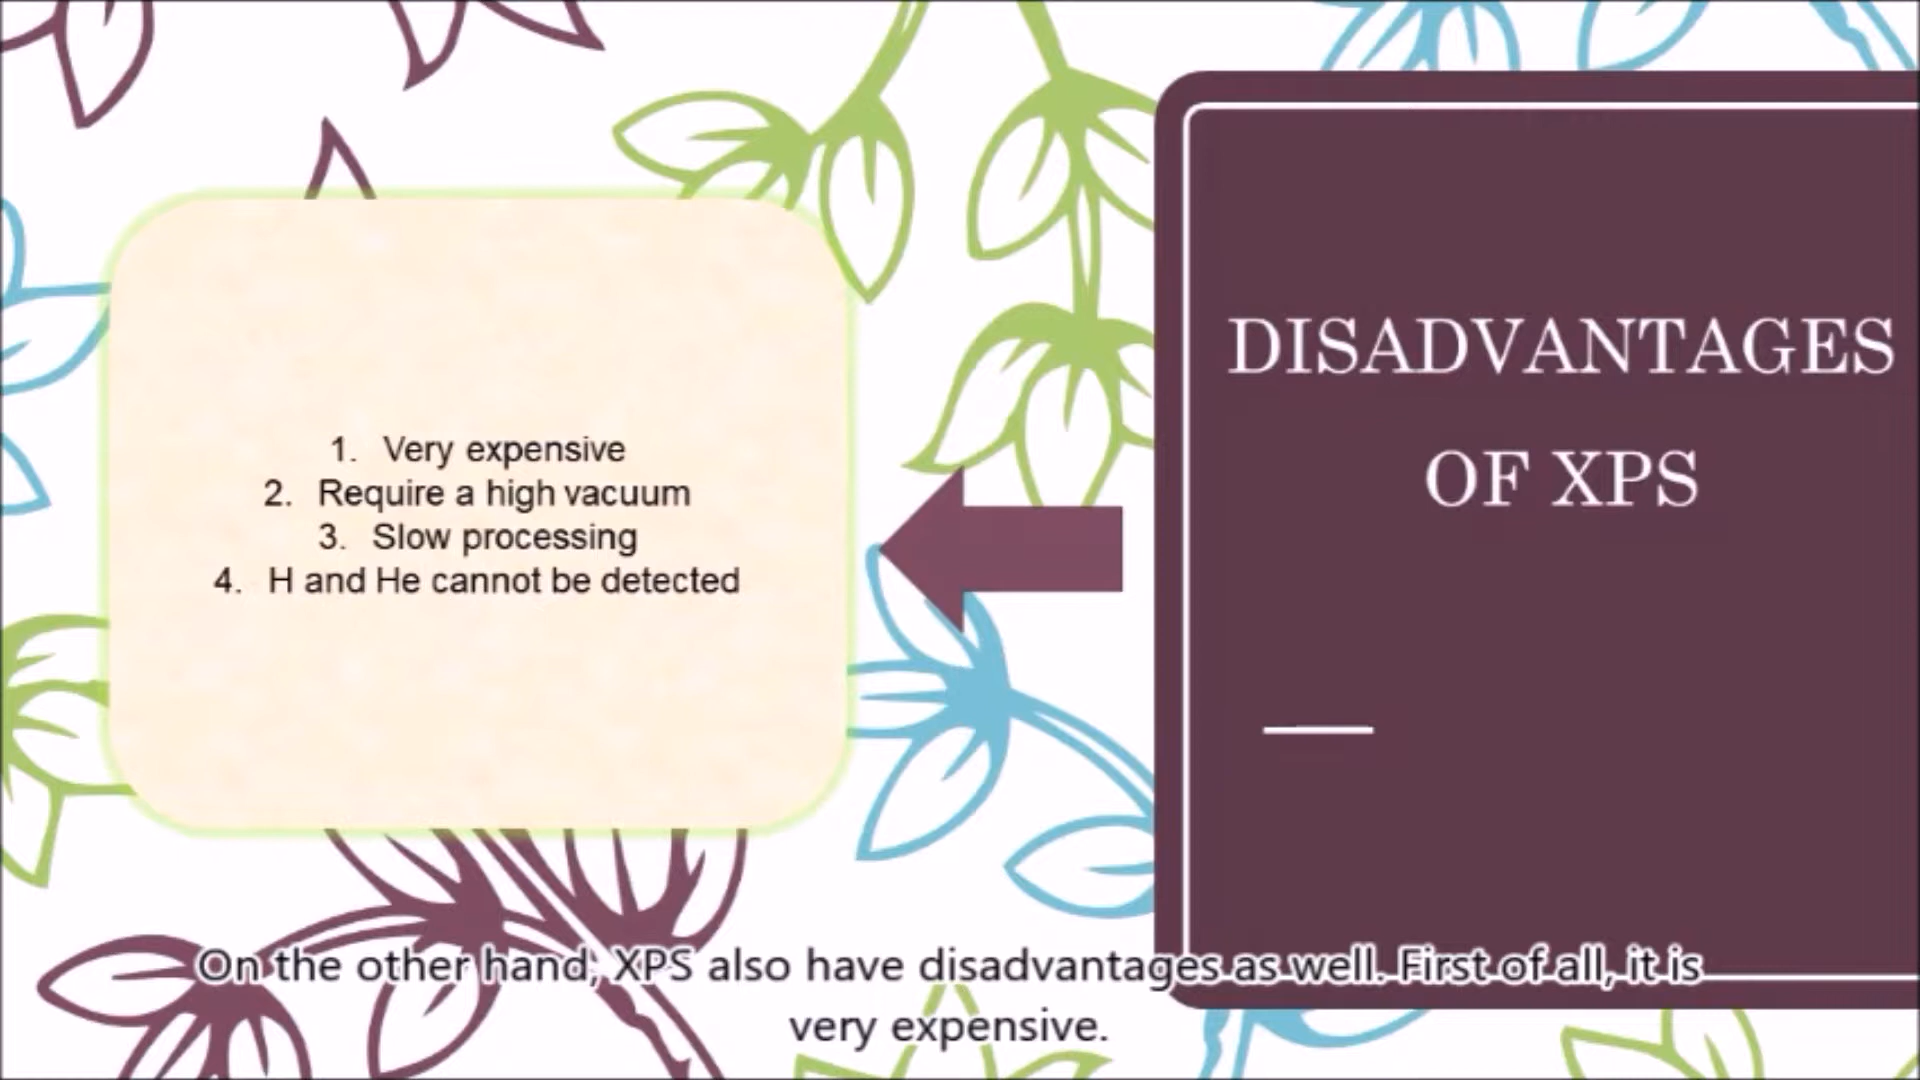 DISADVANTAGES
OF XPS
1. Very expensive
2. Require a high vacuum
3. Slow processing
4. H and He cannot be detected
On the other hand, XPS also have disadvantages as well. First of all, it is
very expensive.